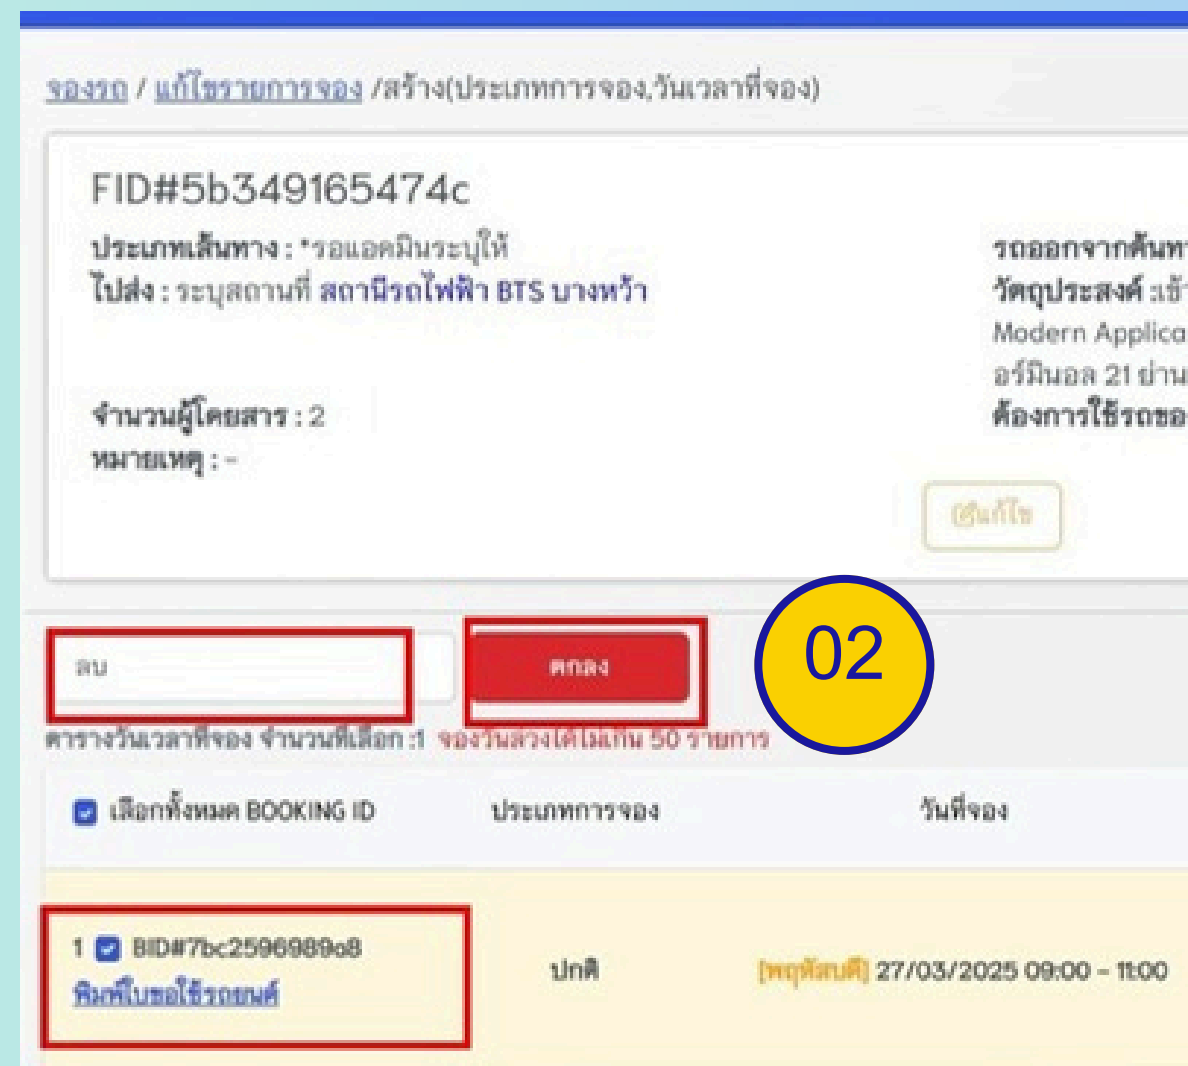 จองรถ / แก้ไขรายการจอง /สร้าง(ประเภทการจอง,วันเวลาที่จอง)
FID#5b349165474c
ประเภทเส้นทาง : *รอแอดมินระบุให้
ไปส่ง : ระบุสถานที่ สถานีรถไฟฟ้า BTS บางหว้า
จำนวนผู้โดยสาร : 2
หมายเหตุ : -
รถออกจากต้นทา
วัตถุประสงค์ :เข้า
Modern Applica
อร์มินอล 21 ย่าน
ต้องการใช้รถขอ
แก้ไข
ลบ
ตกลง
02
ตารางวันเวลาที่จอง จำนวนที่เลือก :1 จองวันล่วงได้ไม่เกิน 50 รายการ
เลือกทั้งหมด BOOKING ID ประเภทการจอง วันที่จอง
1 BID#7bc2596989a8
พิมพ์ใบขอใช้รถยนต์
ปกติ
[พฤหัสบดี] 27/03/2025 09:00 - 11:00